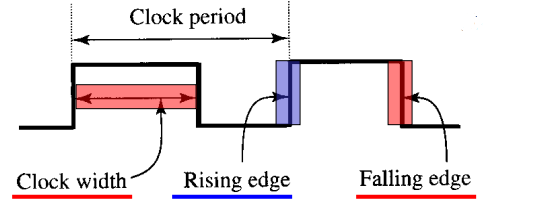 Clock period
Clock width
Rising edge
Falling edge